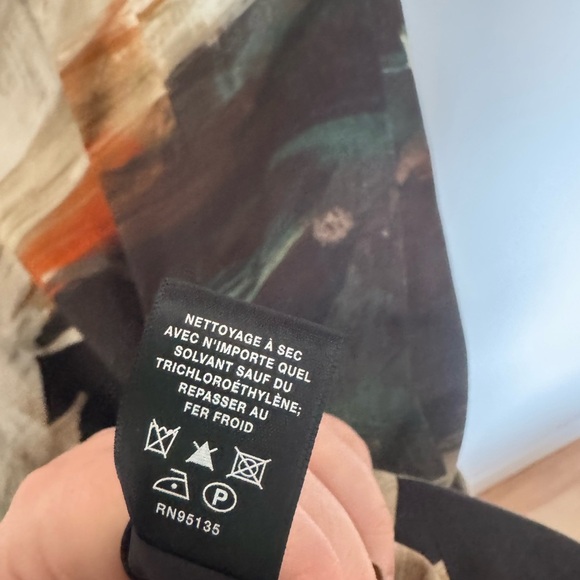 NETTOYAGE À SEC
AVEC N'IMPORTE QUEL
SOLVANT SAUF DU
TRICHLOROÉTHYLÈNE;
REPASSER AU
FER FROID
P
RN95135